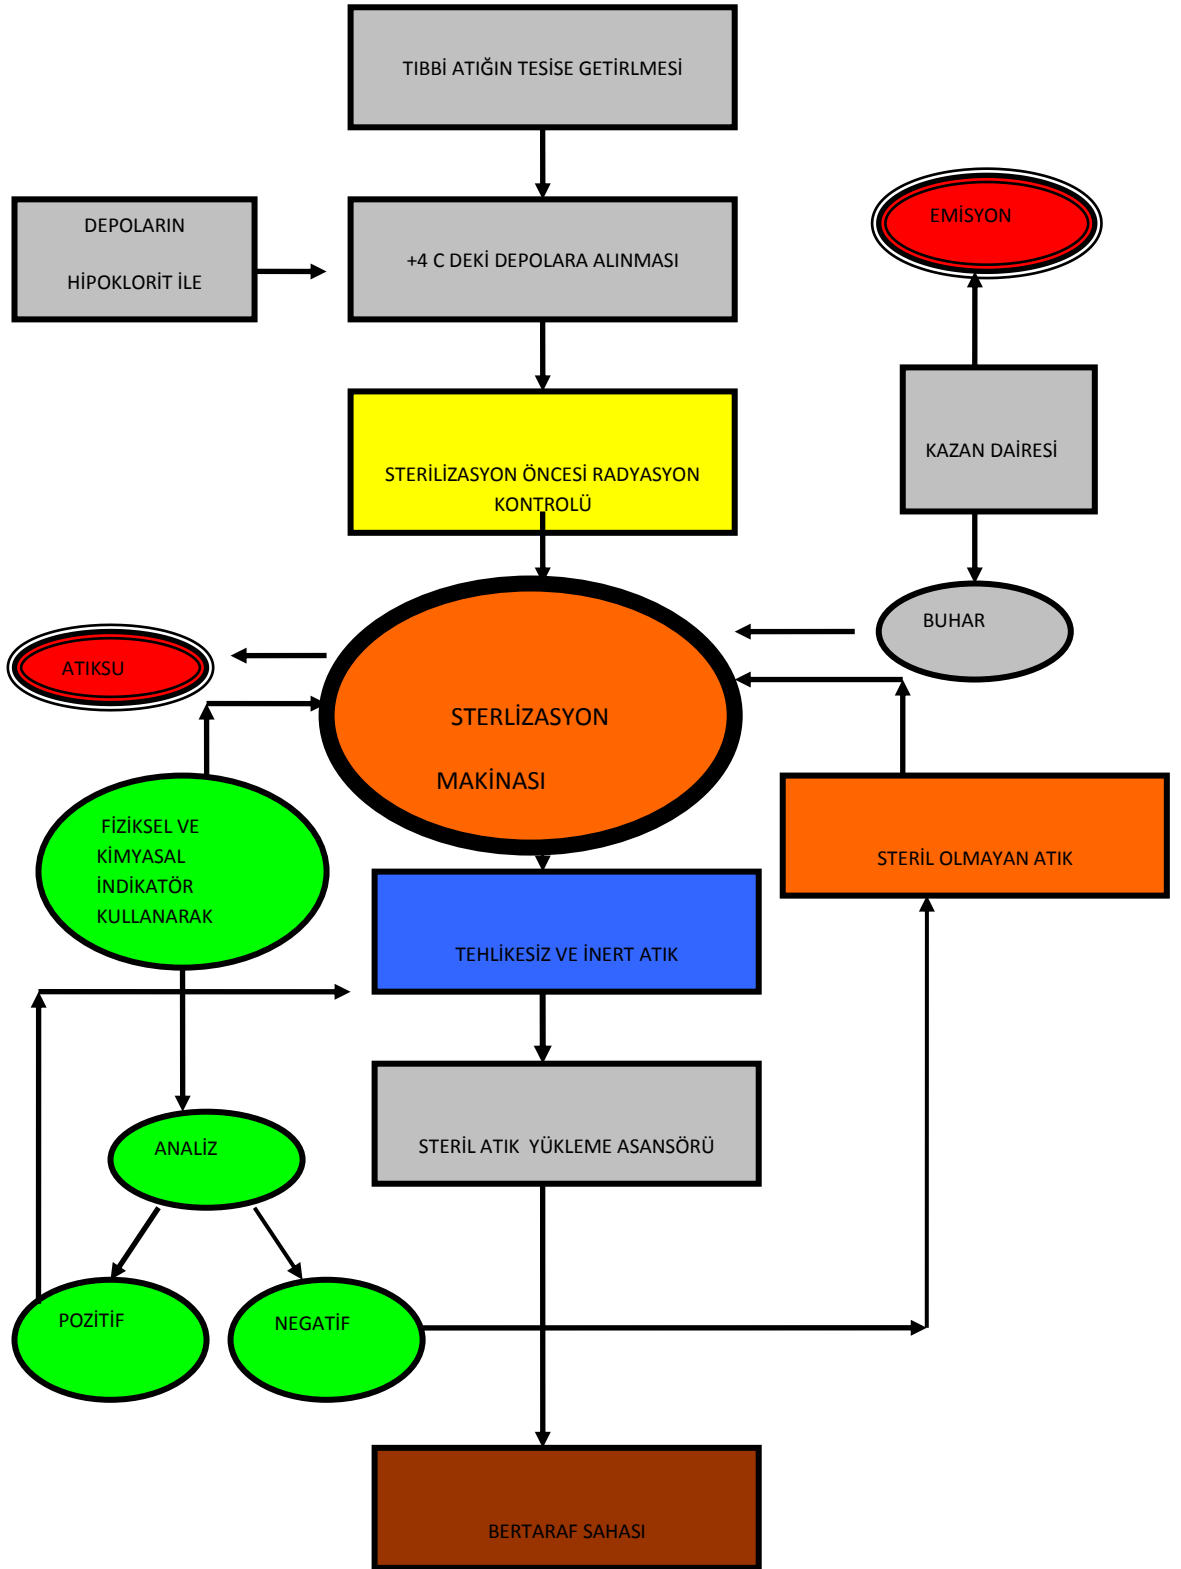 TIBBİ ATIĞIN TESİSE GETİRLMESİ
DEPOLARIN
HİPOKLORİT İLE
+4 C DEKİ DEPOLARA ALINMASI
EMİSYON
STERİLİZASYON ÖNCESİ RADYASYON
KONTROLÜ
KAZAN DAİRESİ
BUHAR
ATIKSU
STERLİZASYON
MAKİNASI
FİZİKSEL VE
KİMYASAL
İNDİKATÖR
KULLANARAK
STERİL OLMAYAN ATIK
TEHLİKESİZ VE İNERT ATIK
ANALİZ
STERİL ATIK  YÜKLEME ASANSÖRÜ
POZİTİF
NEGATİF
BERTARAF SAHASI